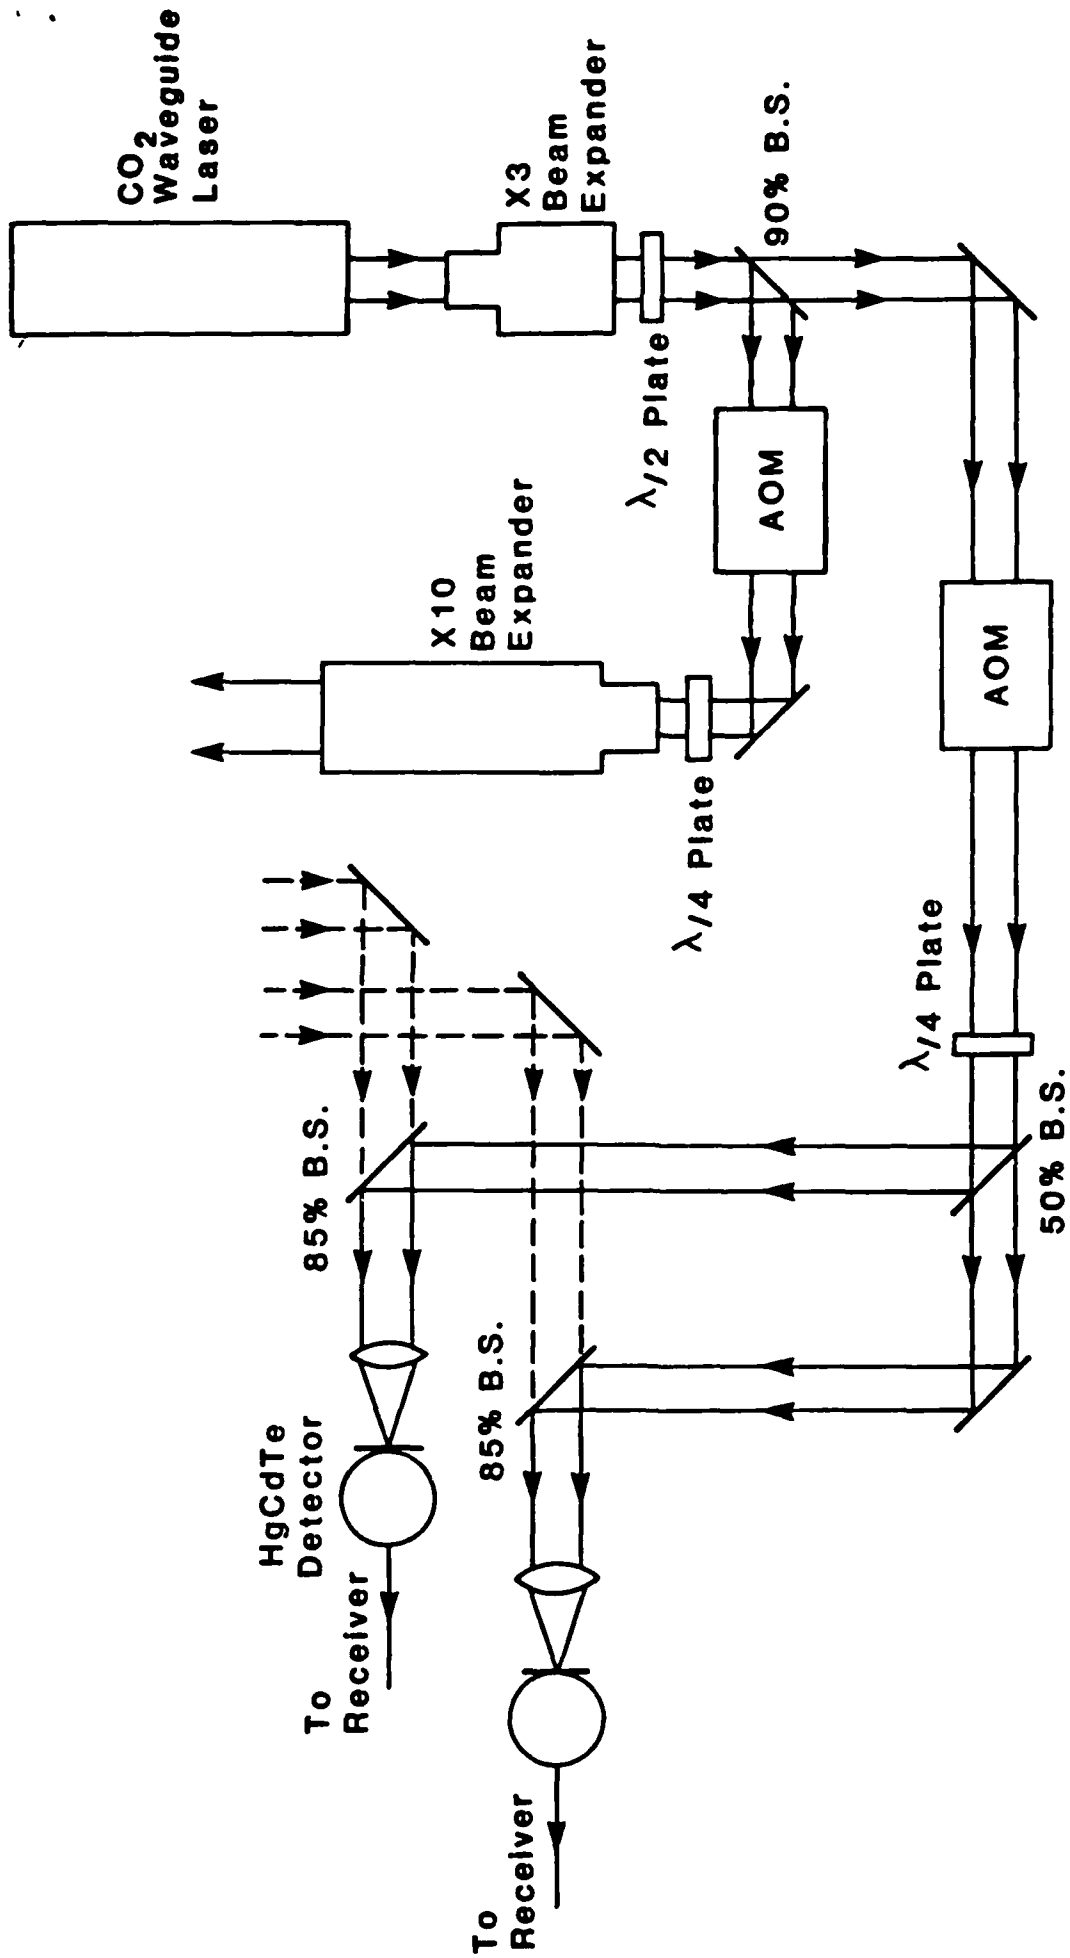 CO2
Waveguide
Laser
X3
Beam
Expander
λ/2 Plate
90% B.S.
AOM
X10
Beam
Expander
λ/4 Plate
AOM
λ/4 Plate
50% B.S.
85% B.S.
85% B.S.
HgCdTe
Detector
To
Receiver
To
Receiver